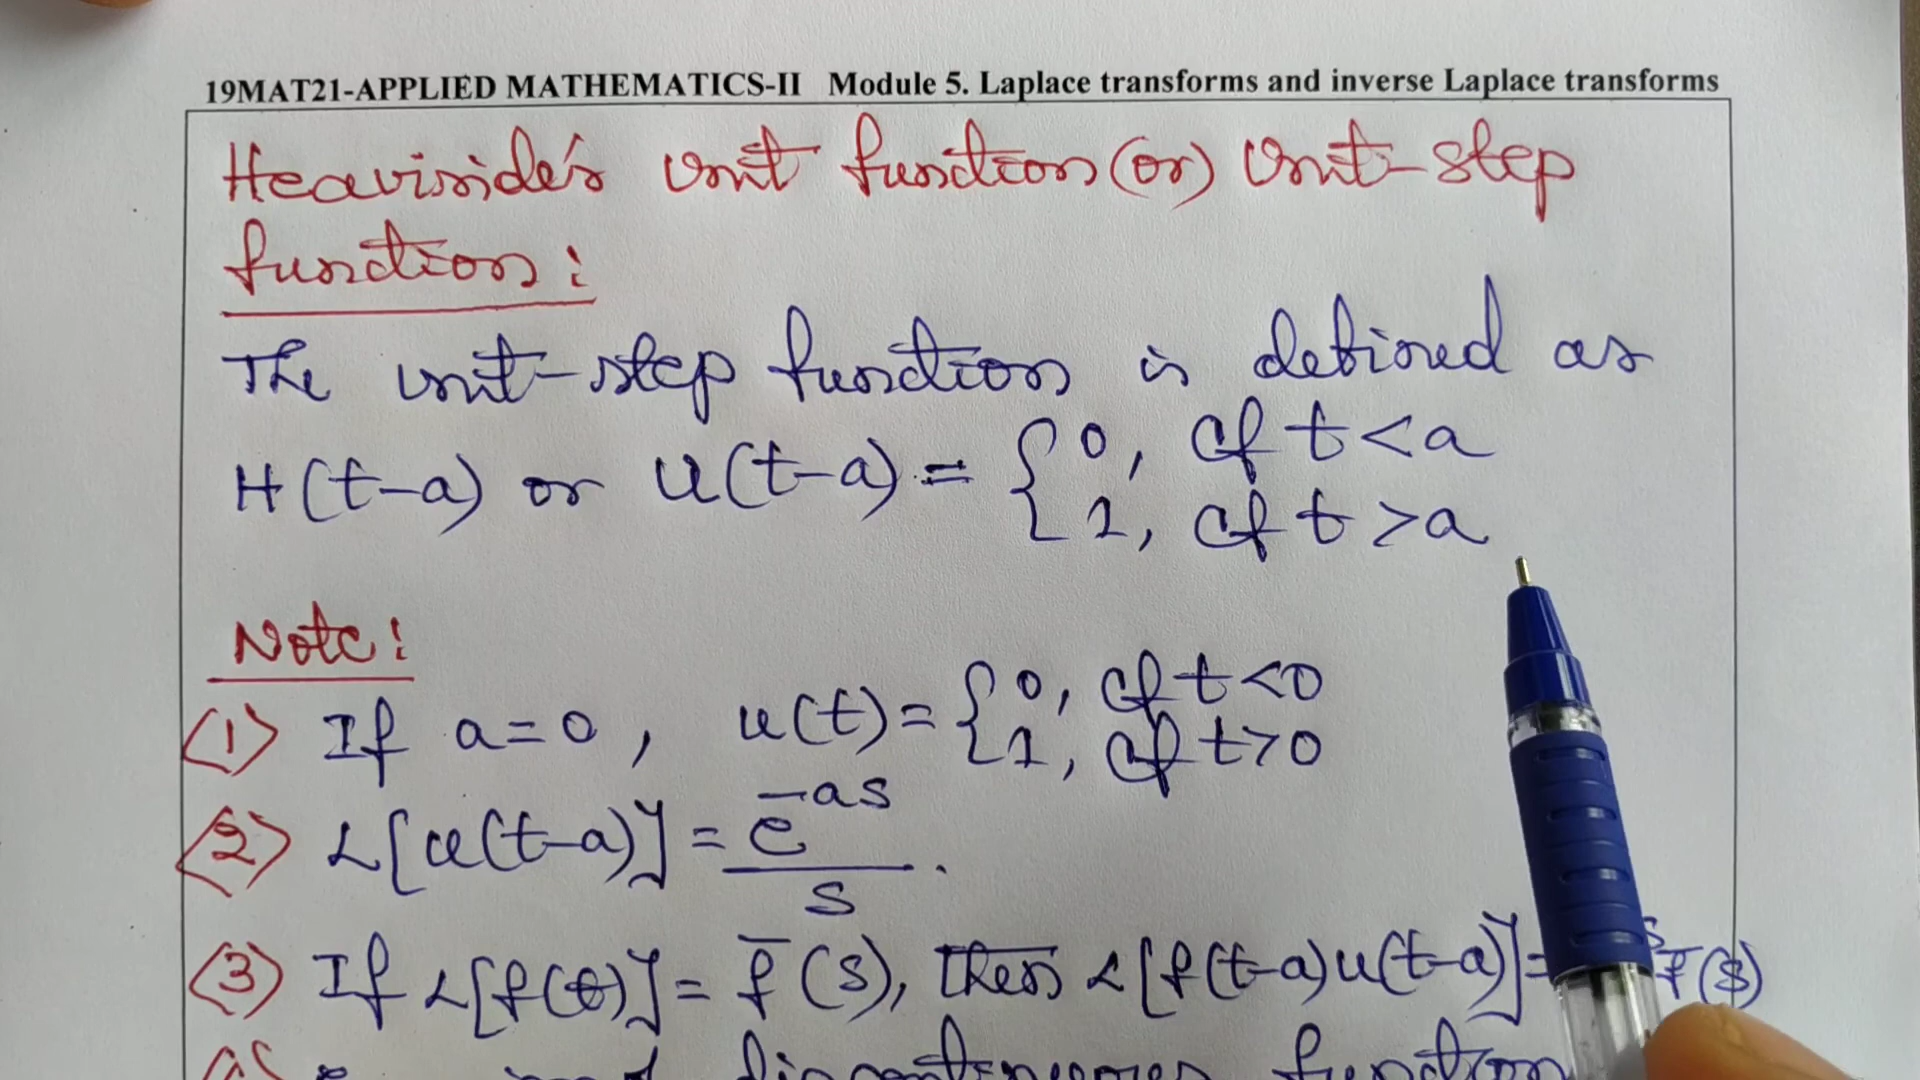 19MAT21-APPLIED MATHEMATICS-II Module 5. Laplace transforms and inverse Laplace transforms
Heaviside's unit function (or) Unit-step
function:
The unit-step function is defined as
H(t-a) or u(t-a) = { 0, if t<a
1, if t>a
Note:
(1) If a=0, u(t) = { 0, if t<0
1, if t>0
(2) L[u(t-a)] = e^-as / s .
(3) If L[f(t)] = f̄(s), then L[f(t-a)u(t-a)] = s f̄(s)
discontinuous function